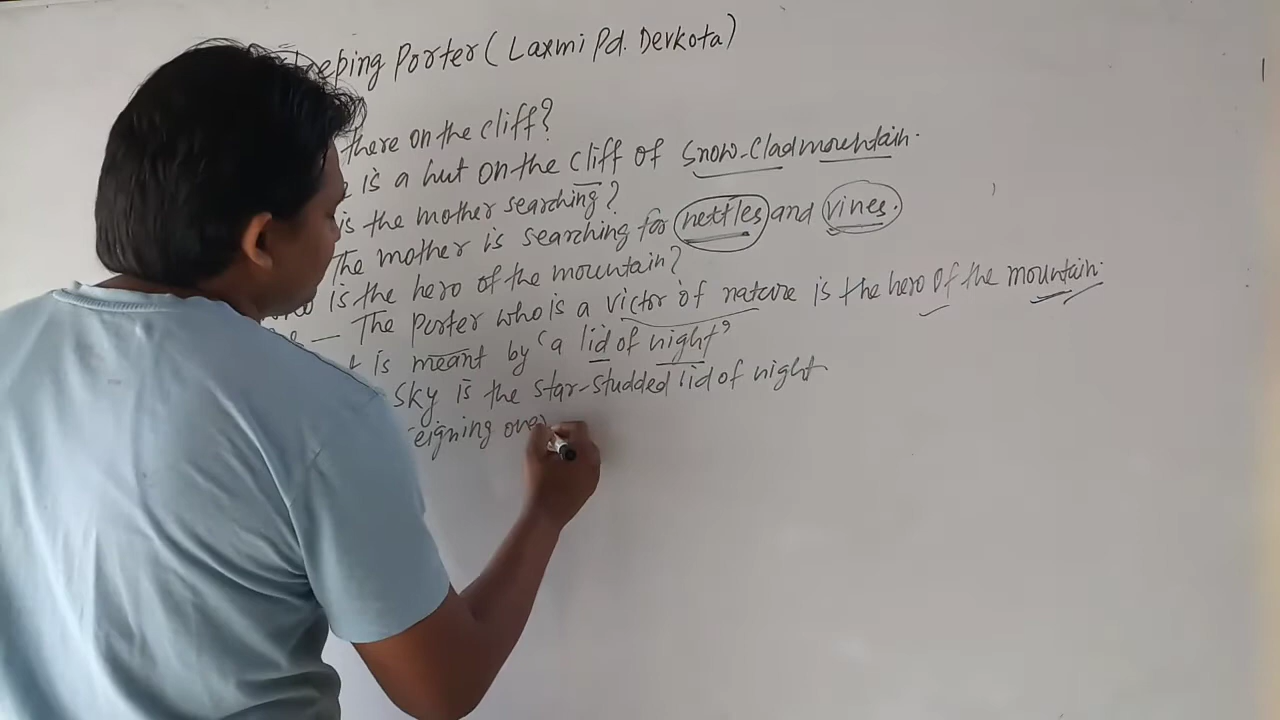 eeping Porter (Laxmi Pd. Devkota)
there on the cliff?
is a hut on the cliff of snow-clad mountain.
is the mother searching?
The mother is searching for nettles and vines.
is the hero of the mountain?
— The Porter who is a victor of nature is the hero of the mountain.
is meant by 'a lid of night'
sky is the star-studded lid of night
eigning over